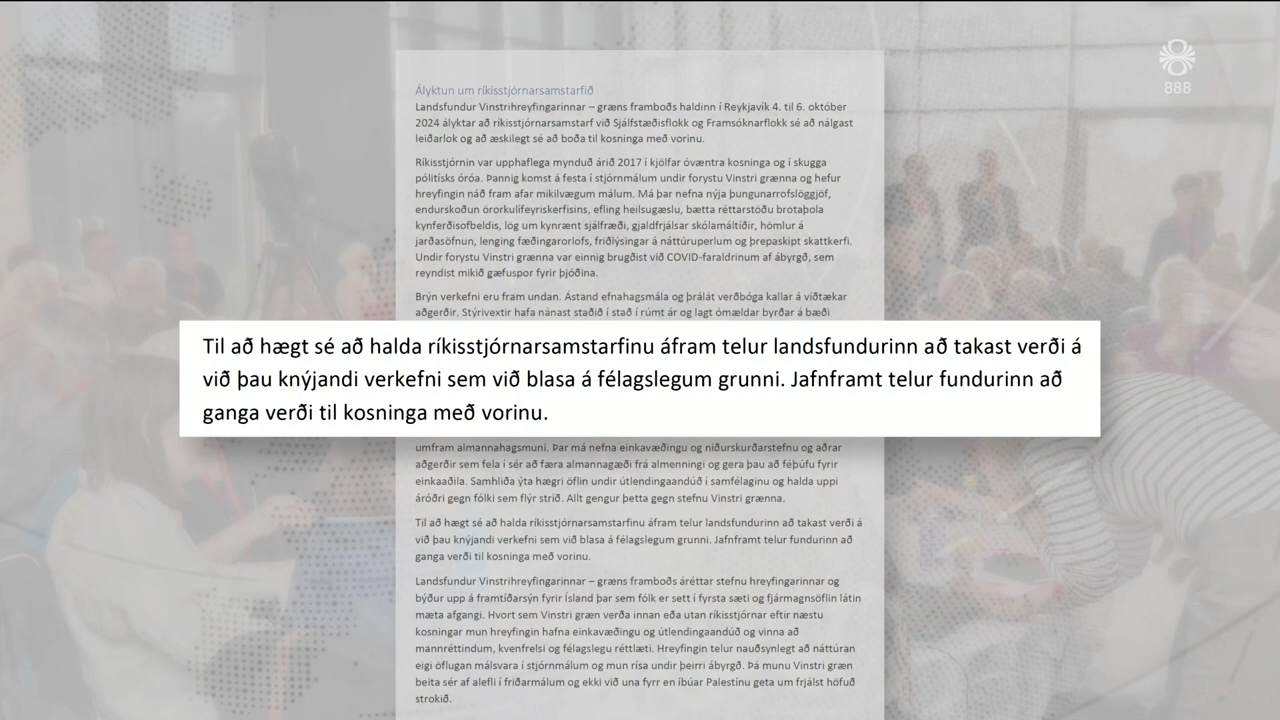 888
Ályktun um ríkisstjórnarsamstarfið
Landsfundur Vinstrihreyfingarinnar – græns framboðs haldinn í Reykjavík 4. til 6. október
2024 ályktar að ríkisstjórnarsamstarf við Sjálfstæðisflokk og Framsóknarflokk sé að nálgast
leiðarlok og að æskilegt sé að boða til kosninga með vorinu.
Ríkisstjórnin var upphaflega mynduð árið 2017 í kjölfar óvæntra kosninga og í skugga
pólitísks óróa. Þannig komst á festa í stjórnmálum undir forystu Vinstri grænna og hefur
hreyfingin náð fram afar mikilvægum málum. Má þar nefna nýja þungunarrofslöggjöf,
endurskoðun örorkulífeyriskerfisins, efling heilsugæslu, bætta réttarstöðu brotaþola
kynferðisofbeldis, lög um kynrænt sjálfræði, gjaldfrjálsar skólamáltíðir, hömlur á
jarðasöfnun, lenging fæðingarorlofs, friðlýsingar á náttúruperlum og þrepaskipt skattkerfi.
Undir forystu Vinstri grænna var einnig brugðist við COVID-faraldrinum af ábyrgð, sem
reyndist mikið gæfuspor fyrir þjóðina.
Brýn verkefni eru fram undan. Ástand efnahagsmála og þrálát verðbóga kallar á víðtækar
aðgerðir. Stýrivextir hafa nánast staðið í stað í rúmt ár og lagt ómældar byrðar á bæði
Til að hægt sé að halda ríkisstjórnarsamstarfinu áfram telur landsfundurinn að takast verði á
við þau knýjandi verkefni sem við blasa á félagslegum grunni. Jafnframt telur fundurinn að
ganga verði til kosninga með vorinu.
umfram almannahagsmuni. Þar má nefna einkavæðingu og niðurskurðarstefnu og aðrar
aðgerðir sem fela í sér að færa almannagæði frá almenningi og gera þau að féþúfu fyrir
einkaaðila. Samhliða ýta hægri öflin undir útlendingaandúð í samfélaginu og halda uppi
áróðri gegn fólki sem flýr stríð. Allt gengur þetta gegn stefnu Vinstri grænna.
Til að hægt sé að halda ríkisstjórnarsamstarfinu áfram telur landsfundurinn að takast verði á
við þau knýjandi verkefni sem við blasa á félagslegum grunni. Jafnframt telur fundurinn að
ganga verði til kosninga með vorinu.
Landsfundur Vinstrihreyfingarinnar – græns framboðs áréttar stefnu hreyfingarinnar og
býður upp á framtíðarsýn fyrir Ísland þar sem fólk er sett í fyrsta sæti og fjármagnsöflin látin
mæta afgangi. Hvort sem Vinstri græn verða innan eða utan ríkisstjórnar eftir næstu
kosningar mun hreyfingin hafna einkavæðingu og útlendingaandúð og vinna að
mannréttindum, kvenfrelsi og félagslegu réttlæti. Hreyfingin telur nauðsynlegt að náttúran
eigi öflugan málsvara í stjórnmálum og mun rísa undir þeirri ábyrgð. Þá munu Vinstri græn
beita sér af alefli í friðarmálum og ekki við una fyrr en íbúar Palestínu geta um frjálst höfuð
strokið.